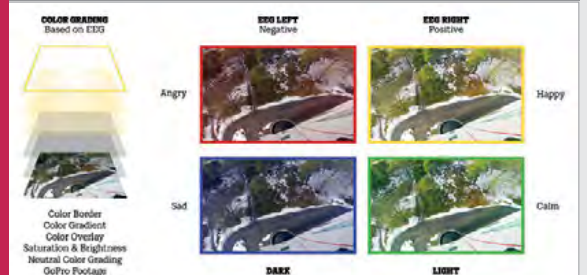 COLOR GRADING
Based on EEG
EEG LEFT
Negative
EEG RIGHT
Positive
Angry
Happy
Sad
Calm
Color Border
Color Gradient
Color Overlay
Saturation & Brightness
Neutral Color Grading
GoPro Footage
DARK
LIGHT